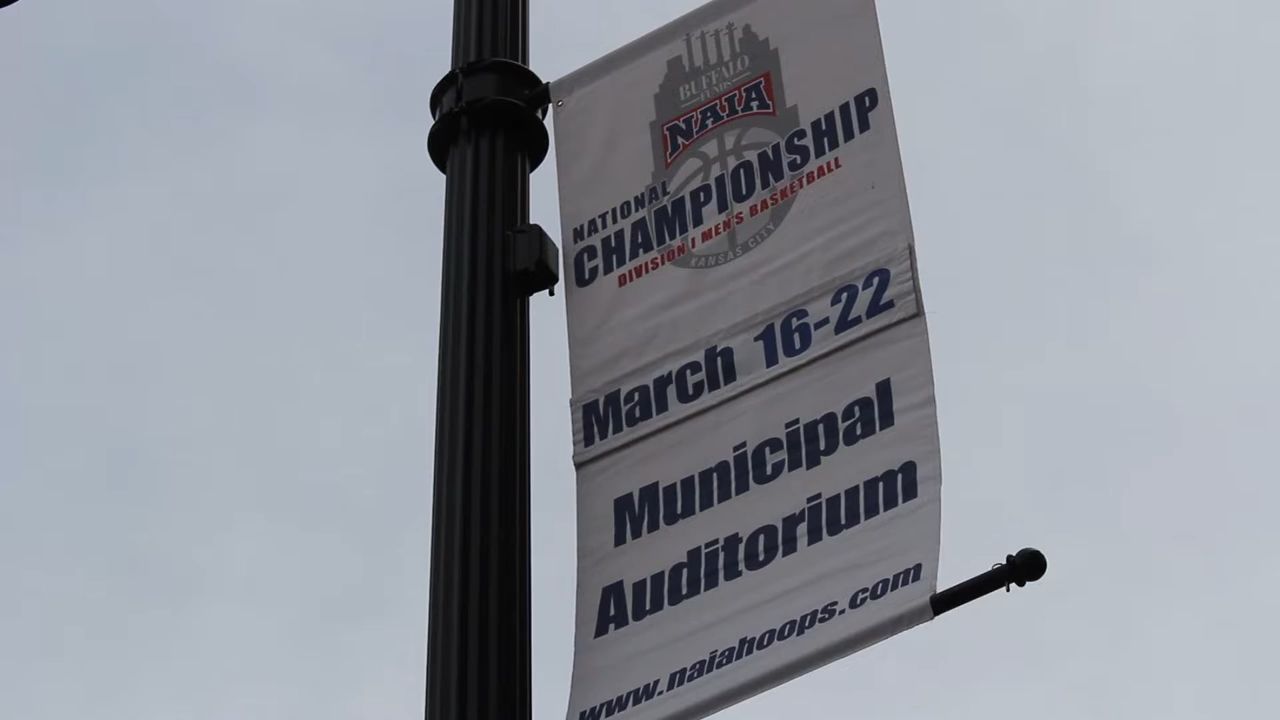 BUFFALO
FUNDS
NAIA
NATIONAL
CHAMPIONSHIP
DIVISION I MEN'S BASKETBALL
KANSAS CITY
March 16-22
Municipal
Auditorium
www.naiahoops.com